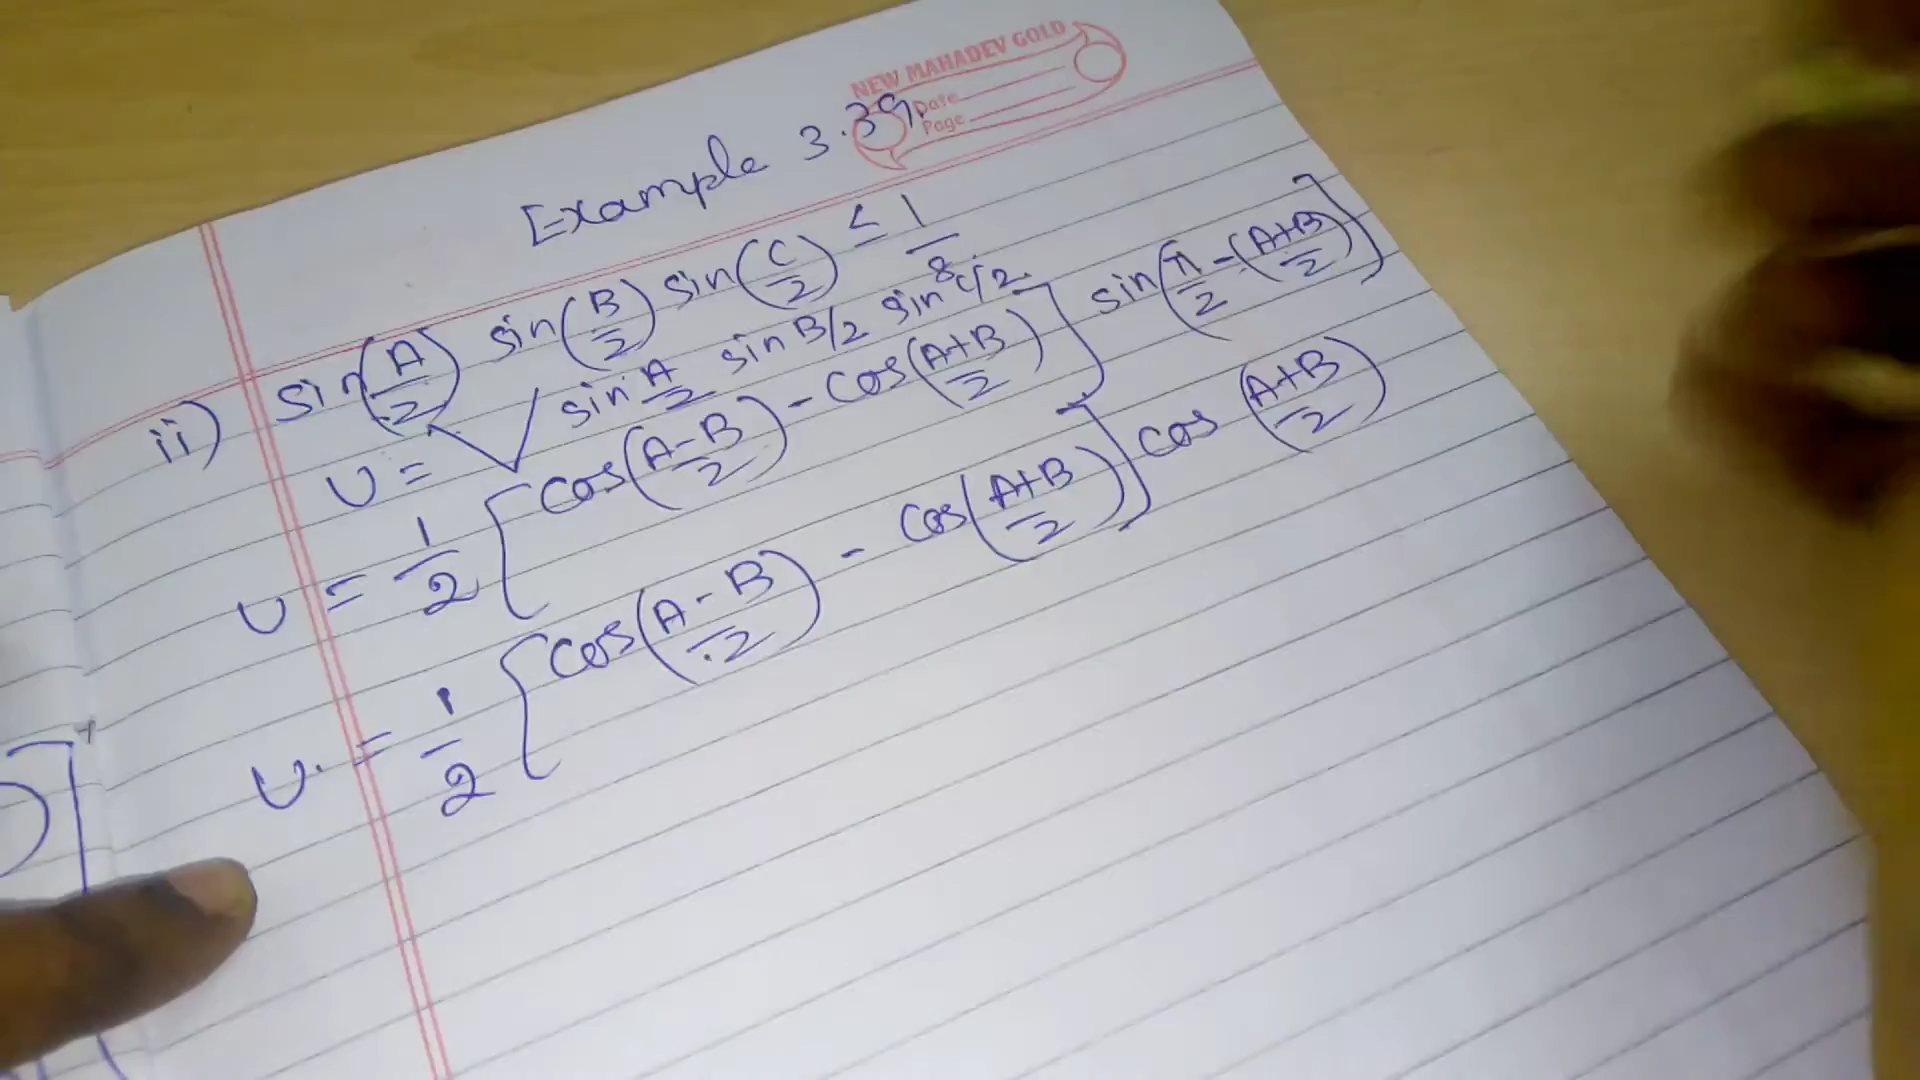 NEW MAHADEV GOLD
Date
Page
Example 3.39.
ii) sin(A/2) sin(B/2) sin(C/2) ≤ 1/8
U = sin A/2 sin B/2 sin C/2
U = 1/2 [cos(A-B/2) - cos(A+B/2)] sin(π/2 - (A+B/2)]
U. = 1/2 [cos(A-B/2) - cos(A+B/2)] cos (A+B/2)